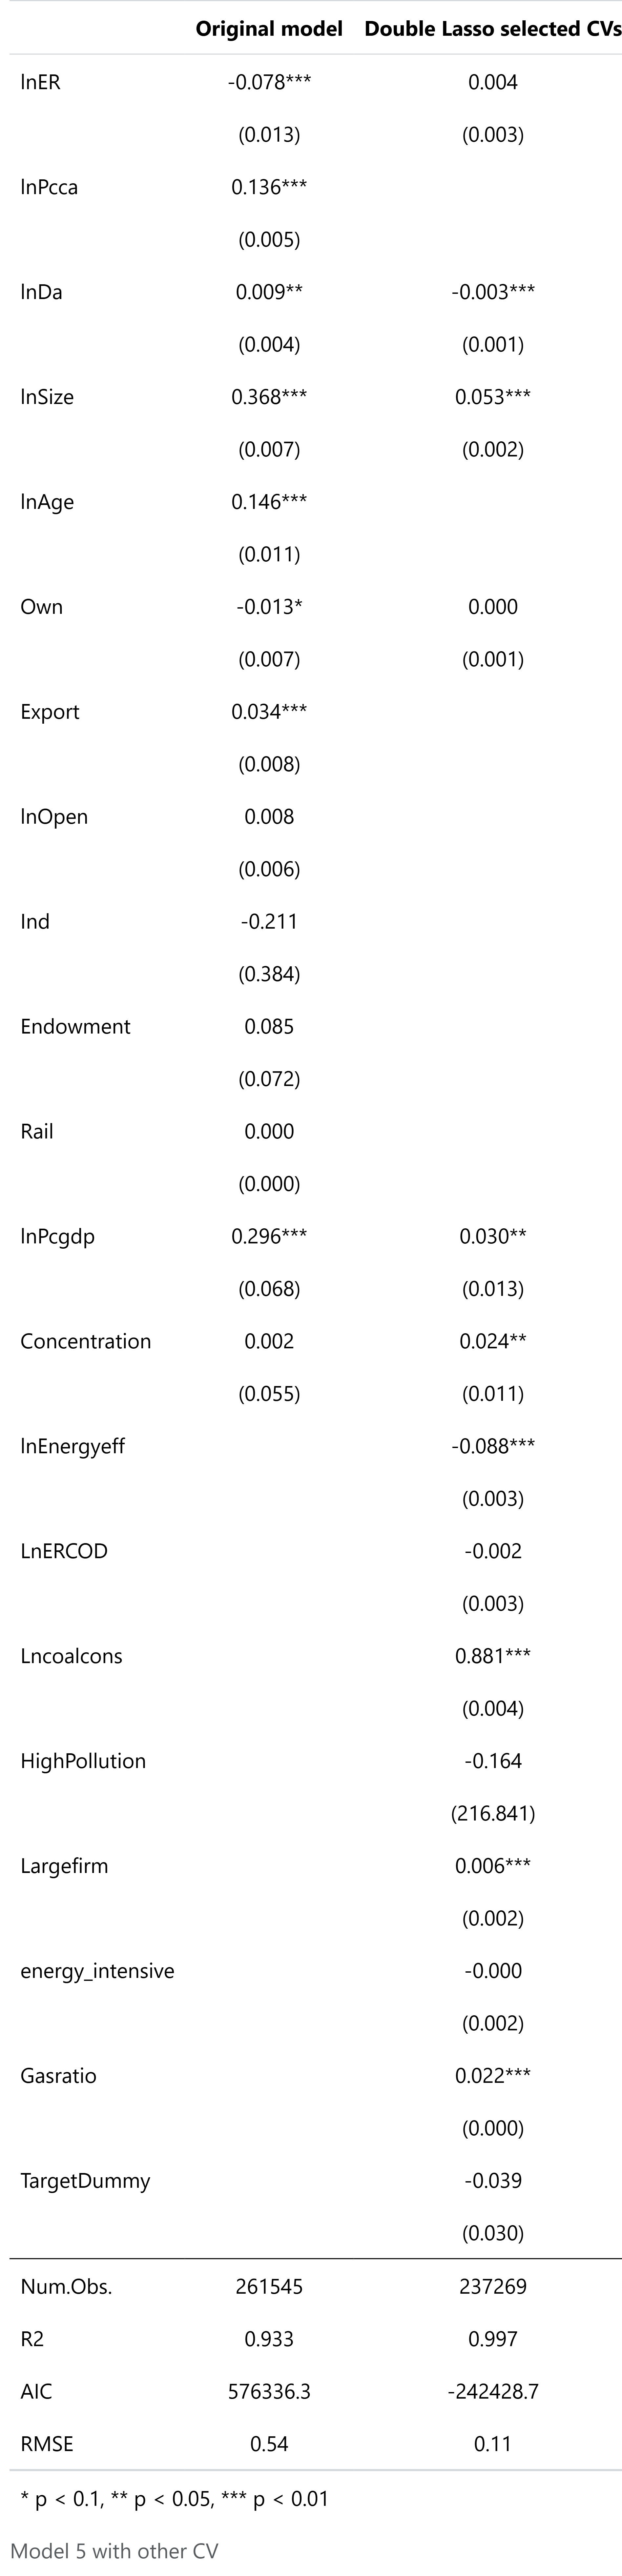 Original model Double Lasso selected CVs
lnER -0.078*** 0.004
(0.013) (0.003)
lnPcca 0.136***
(0.005)
lnDa 0.009** -0.003***
(0.004) (0.001)
lnSize 0.368*** 0.053***
(0.007) (0.002)
lnAge 0.146***
(0.011)
Own -0.013* 0.000
(0.007) (0.001)
Export 0.034***
(0.008)
lnOpen 0.008
(0.006)
Ind -0.211
(0.384)
Endowment 0.085
(0.072)
Rail 0.000
(0.000)
lnPcgdp 0.296*** 0.030**
(0.068) (0.013)
Concentration 0.002 0.024**
(0.055) (0.011)
lnEnergyeff -0.088***
(0.003)
LnERCOD -0.002
(0.003)
Lncoalcons 0.881***
(0.004)
HighPollution -0.164
(216.841)
Largefirm 0.006***
(0.002)
energy_intensive -0.000
(0.002)
Gasratio 0.022***
(0.000)
TargetDummy -0.039
(0.030)
Num.Obs. 261545 237269
R2 0.933 0.997
AIC 576336.3 -242428.7
RMSE 0.54 0.11
* p < 0.1, ** p < 0.05, *** p < 0.01
Model 5 with other CV